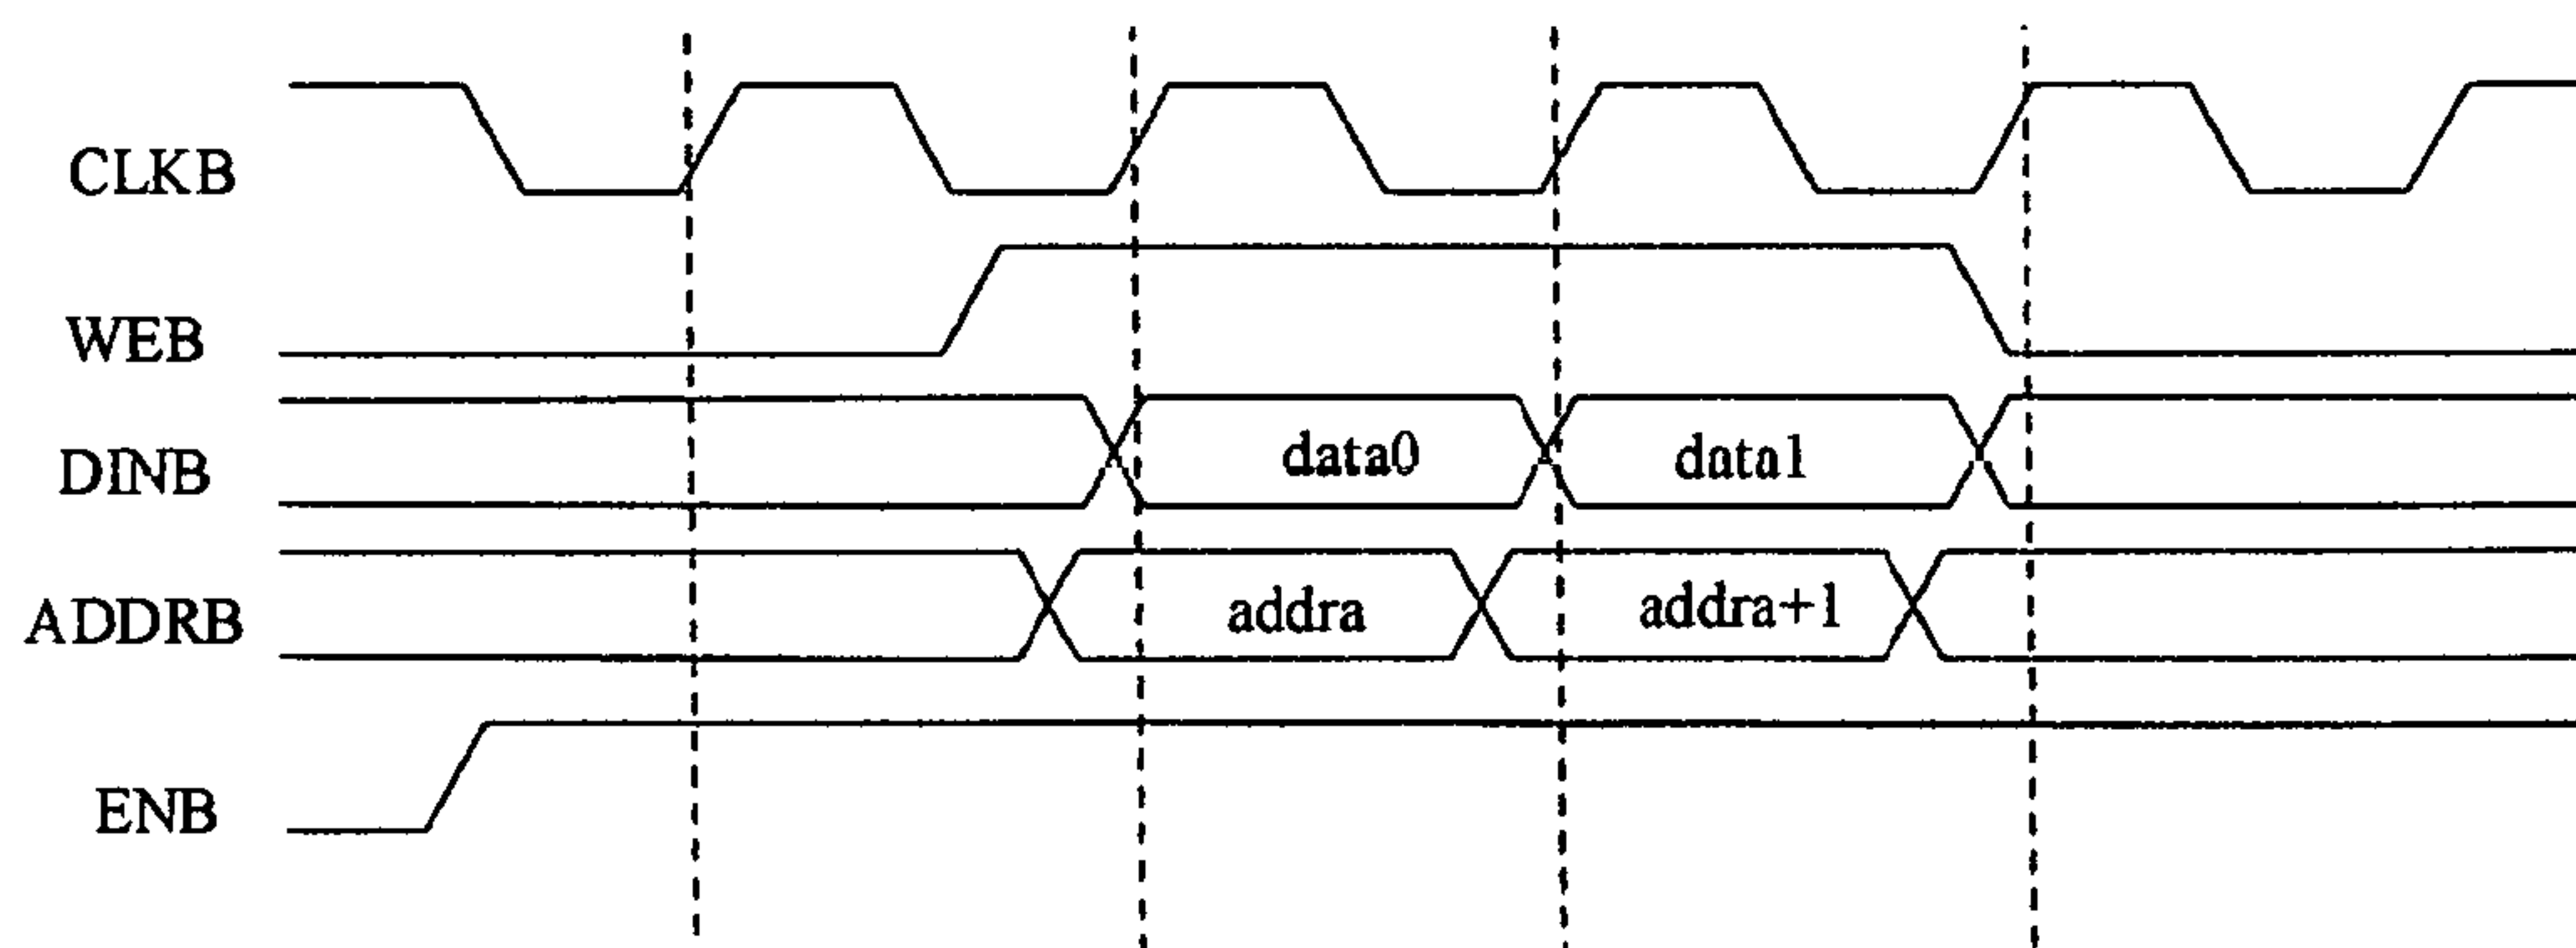 CLKB
WEB
DINB
data0
data1
ADDRB
addra
addra+1
ENB